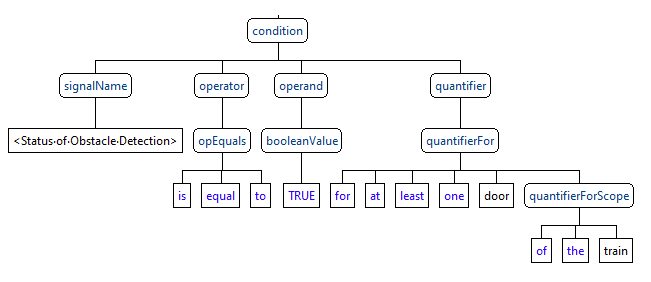 condition
signalName operator operand quantifier
<Status·of·Obstacle·Detection> opEquals booleanValue quantifierFor
is equal to TRUE for at least one door quantifierForScope
of the train